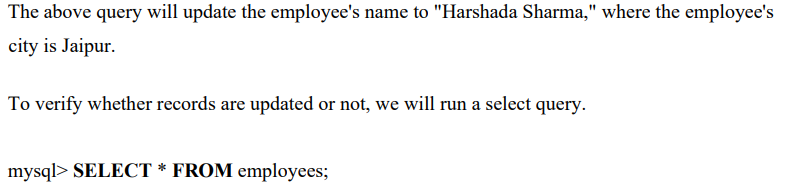 The above query will update the employee's name to "Harshada Sharma," where the employee's
city is Jaipur.
To verify whether records are updated or not, we will run a select query.
mysql> SELECT * FROM employees;